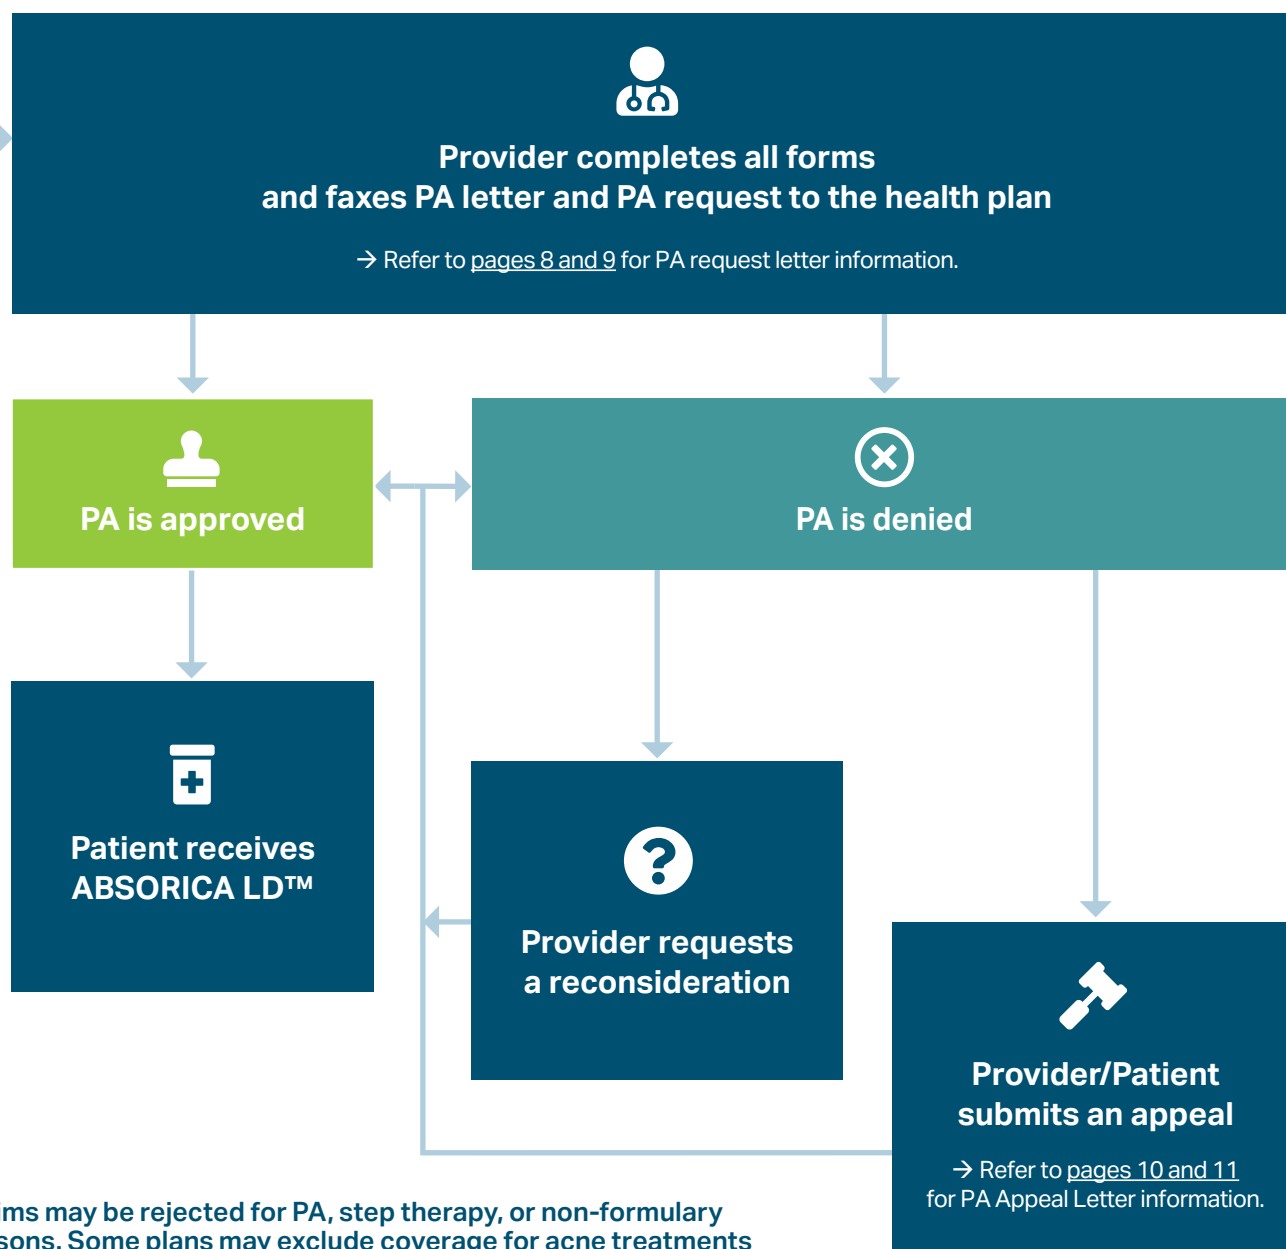 Provider completes all forms
and faxes PA letter and PA request to the health plan
→ Refer to pages 8 and 9 for PA request letter information.
PA is approved
PA is denied
Patient receives
ABSORICA LD™
Provider requests
a reconsideration
Provider/Patient
submits an appeal
→ Refer to pages 10 and 11
for PA Appeal Letter information.
may be rejected for PA, step therapy, or non-formulary
Some plans may exclude coverage for acne treatments